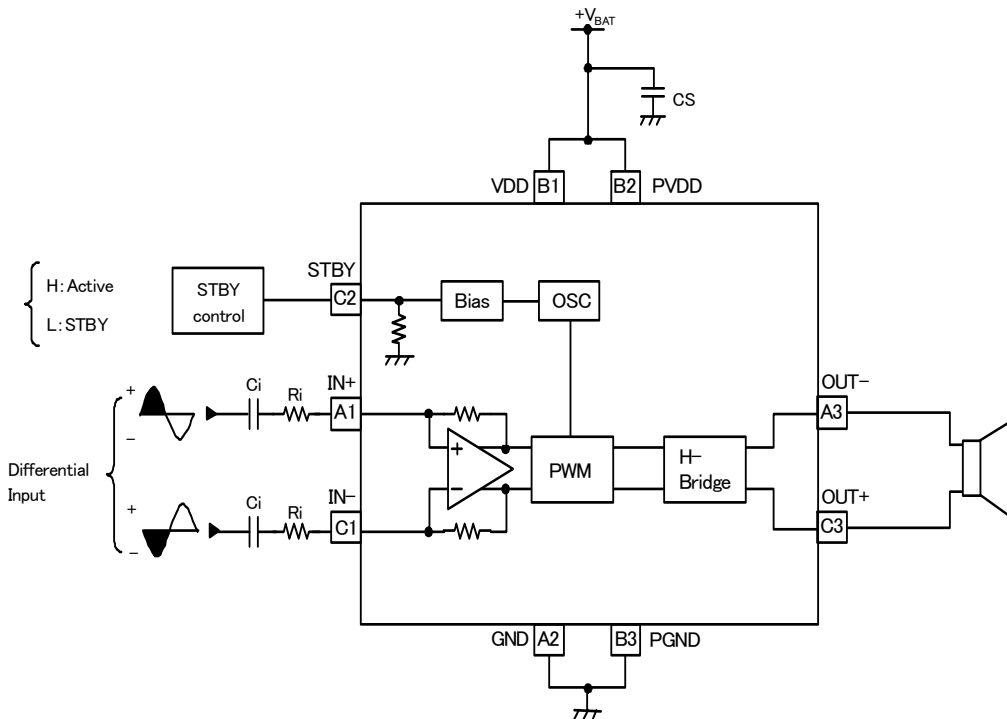 +VBAT
CS
VDD B1 B2 PVDD
H: Active
L: STBY
STBY
control
STBY
C2
Bias
OSC
+
−
Ci
Ri
IN+
A1
OUT-
A3
Differential
Input
+
−
PWM
H-
Bridge
+
−
Ci
Ri
IN-
C1
OUT+
C3
GND A2 B3 PGND